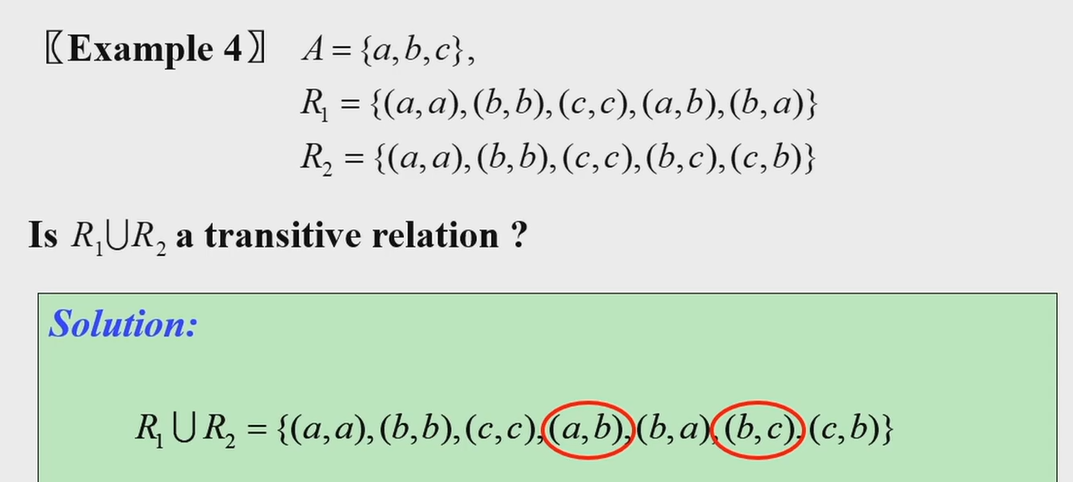 〖Example 4〗 A = {a, b, c},
R₁ = {(a, a), (b, b), (c, c), (a, b), (b, a)}
R₂ = {(a, a), (b, b), (c, c), (b, c), (c, b)}
Is R₁⋃R₂ a transitive relation ?
Solution:
R₁ ⋃ R₂ = {(a, a), (b, b), (c, c), (a, b), (b, a), (b, c), (c, b)}